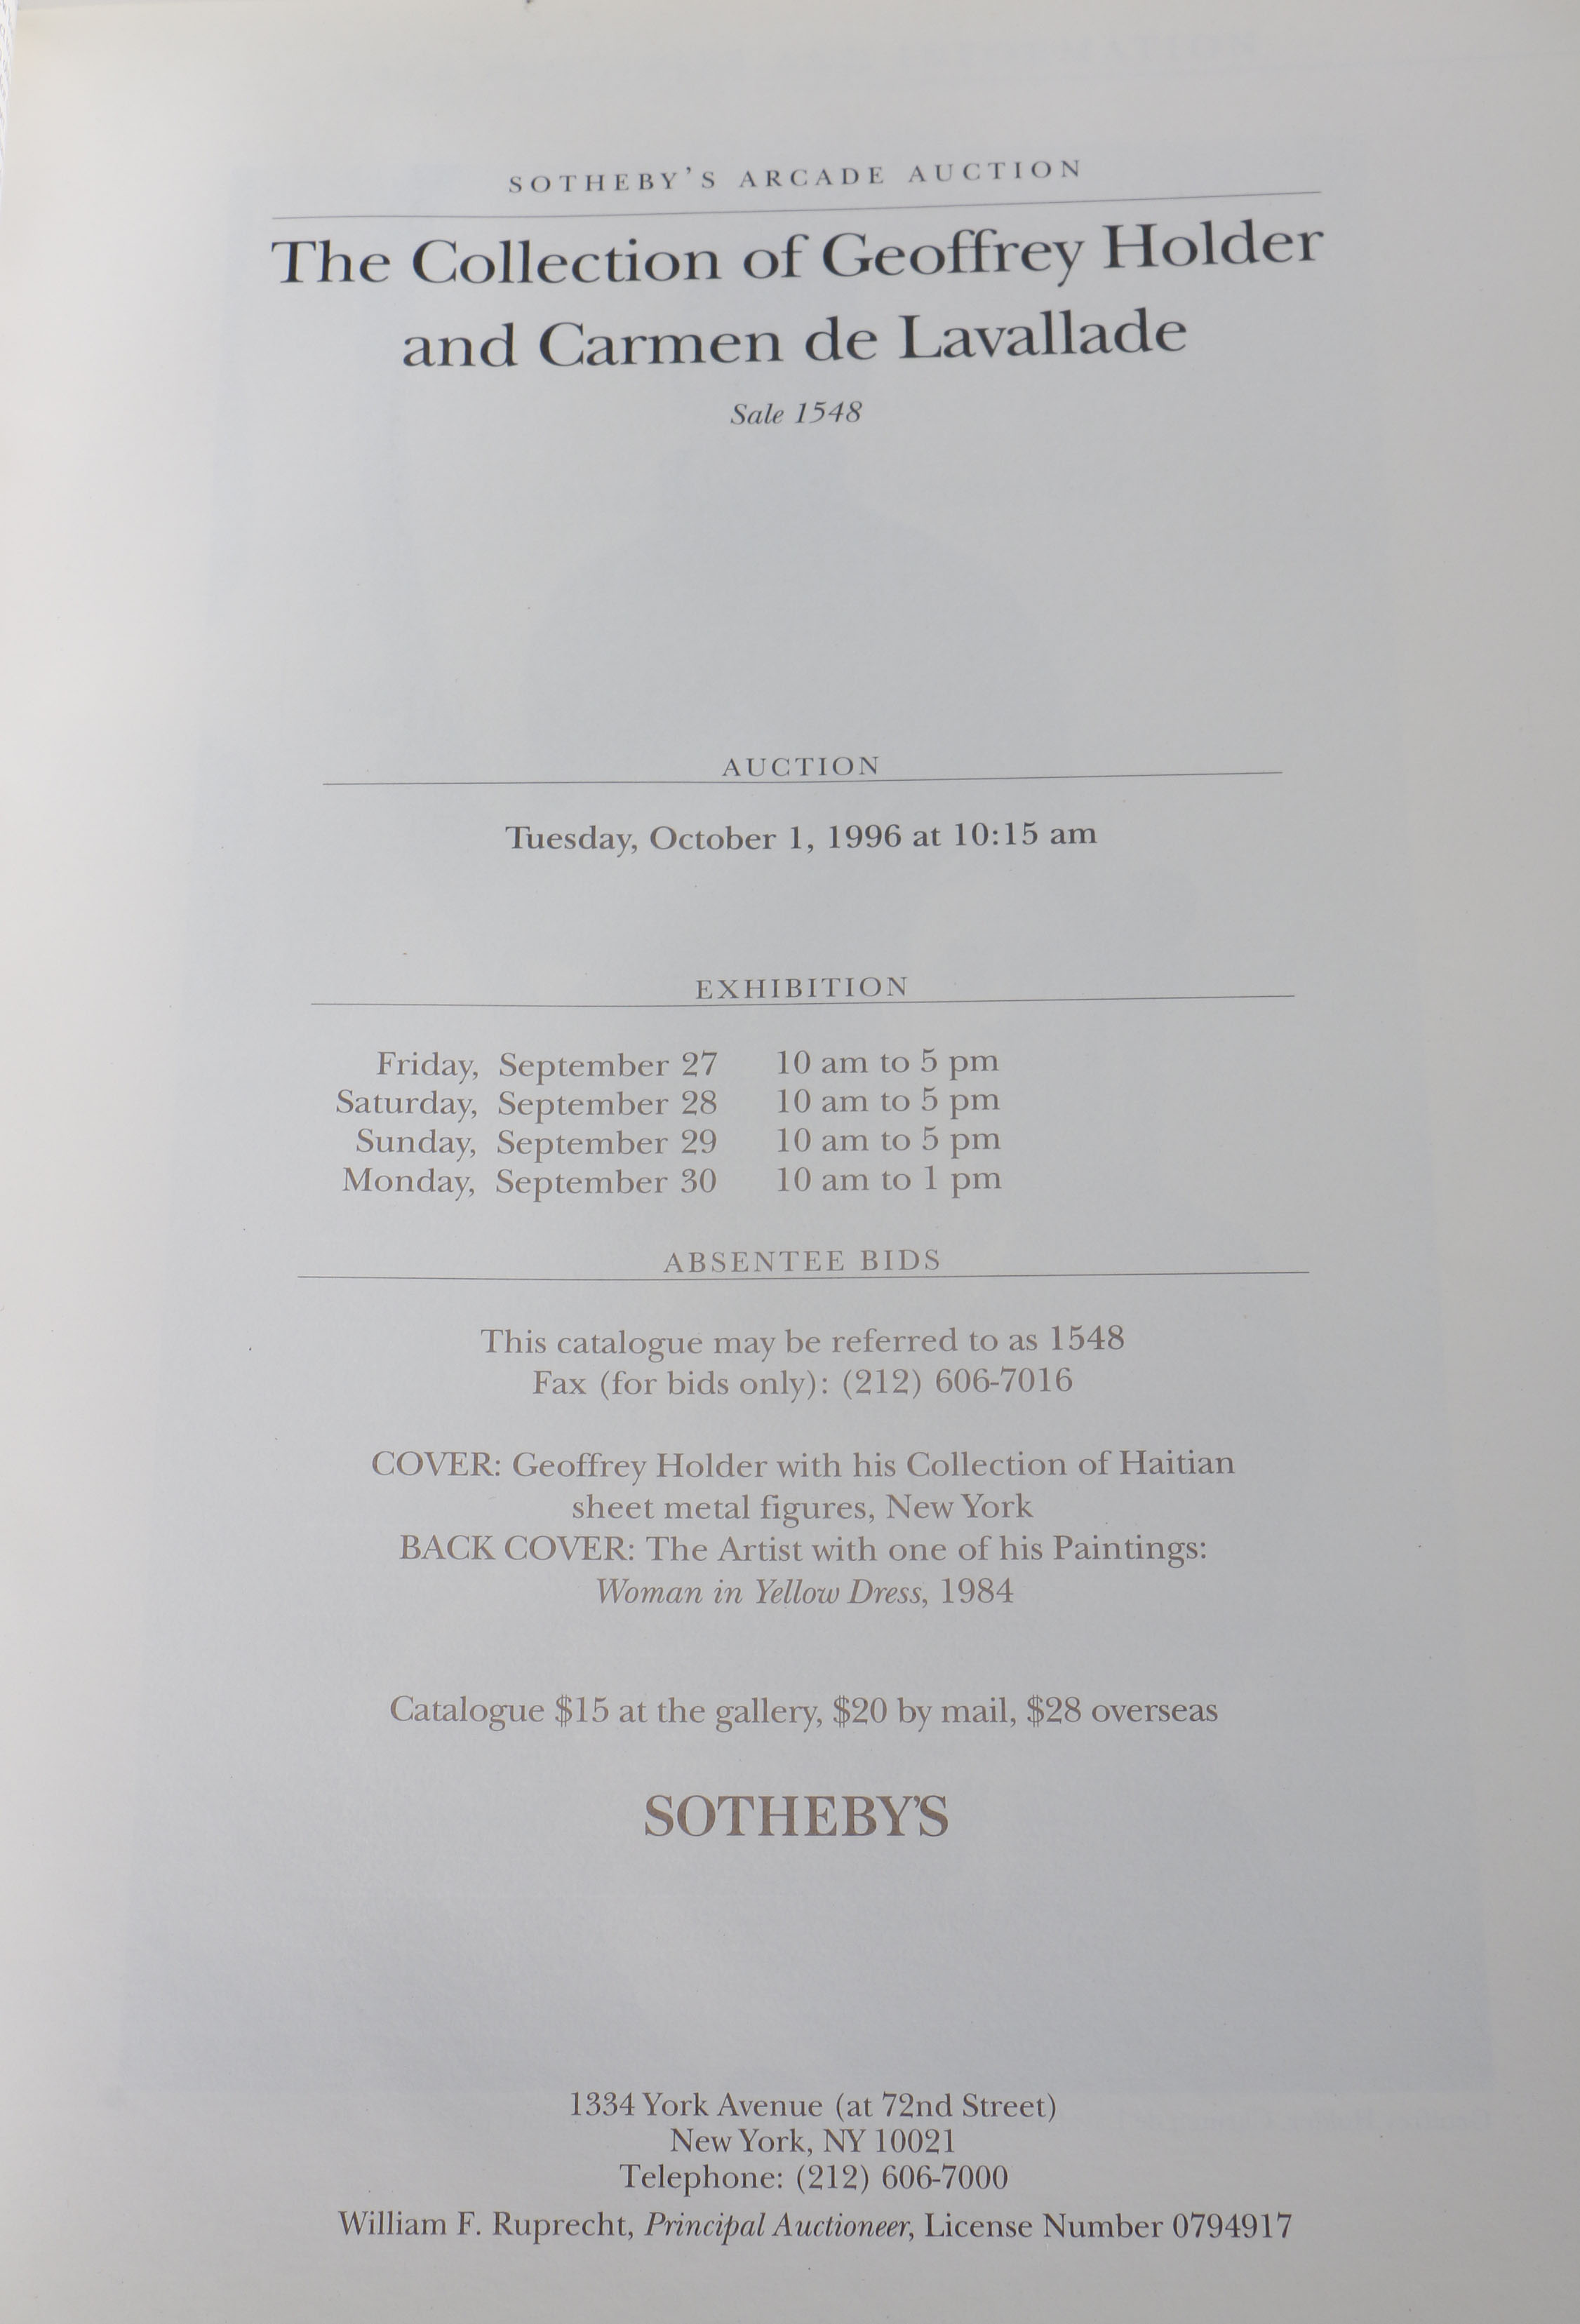 SOTHEBY'S ARCADE AUCTION
The Collection of Geoffrey Holder
and Carmen de Lavallade
Sale 1548
AUCTION
Tuesday, October 1, 1996 at 10:15 am
EXHIBITION
Friday, September 27 10 am to 5 pm
Saturday, September 28 10 am to 5 pm
Sunday, September 29 10 am to 5 pm
Monday, September 30 10 am to 1 pm
ABSENTEE BIDS
This catalogue may be referred to as 1548
Fax (for bids only): (212) 606-7016
COVER: Geoffrey Holder with his Collection of Haitian
sheet metal figures, New York
BACK COVER: The Artist with one of his Paintings:
Woman in Yellow Dress, 1984
Catalogue $15 at the gallery, $20 by mail, $28 overseas
SOTHEBY'S
1334 York Avenue (at 72nd Street)
New York, NY 10021
Telephone: (212) 606-7000
William F. Ruprecht, Principal Auctioneer, License Number 0794917